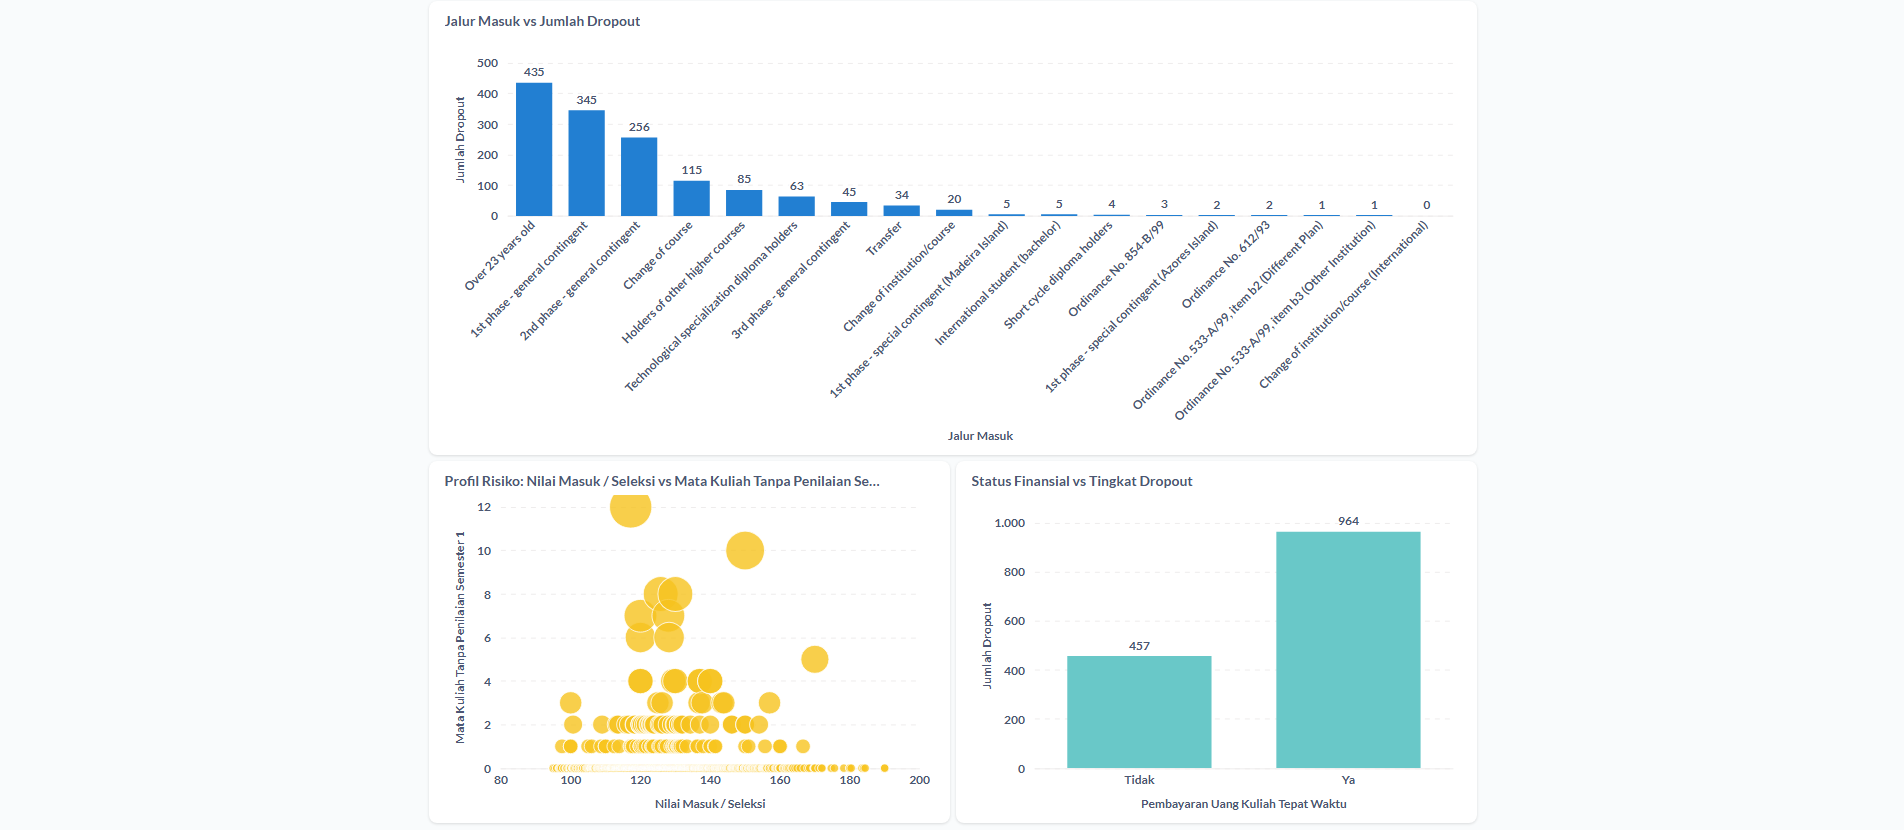 Jalur Masuk vs Jumlah Dropout
500
400
300
200
100
0
Jumlah Dropout
435
345
256
115
85
63
45
34
20
5
5
4
3
2
2
1
1
0
Over 23 years old
1st phase - general contingent
2nd phase - general contingent
Change of course
Holders of other higher courses
Technological specialization diploma holders
3rd phase - general contingent
Transfer
Change of institution/course
1st phase - special contingent (Madeira Island)
International student (bachelor)
Short cycle diploma holders
Ordinance No. 854-B/99
1st phase - special contingent (Azores Island)
Ordinance No. 612/93
Ordinance No. 533-A/99, item b2 (Different Plan)
Ordinance No. 533-A/99, item b3 (Other Institution)
Change of institution/course (International)
Jalur Masuk
Profil Risiko: Nilai Masuk / Seleksi vs Mata Kuliah Tanpa Penilaian Se...
12
10
8
6
4
2
0
Mata Kuliah Tanpa Penilaian Semester 1
80
100
120
140
160
180
200
Nilai Masuk / Seleksi
Status Finansial vs Tingkat Dropout
1.000
800
600
400
200
0
Jumlah Dropout
457
964
Tidak
Ya
Pembayaran Uang Kuliah Tepat Waktu